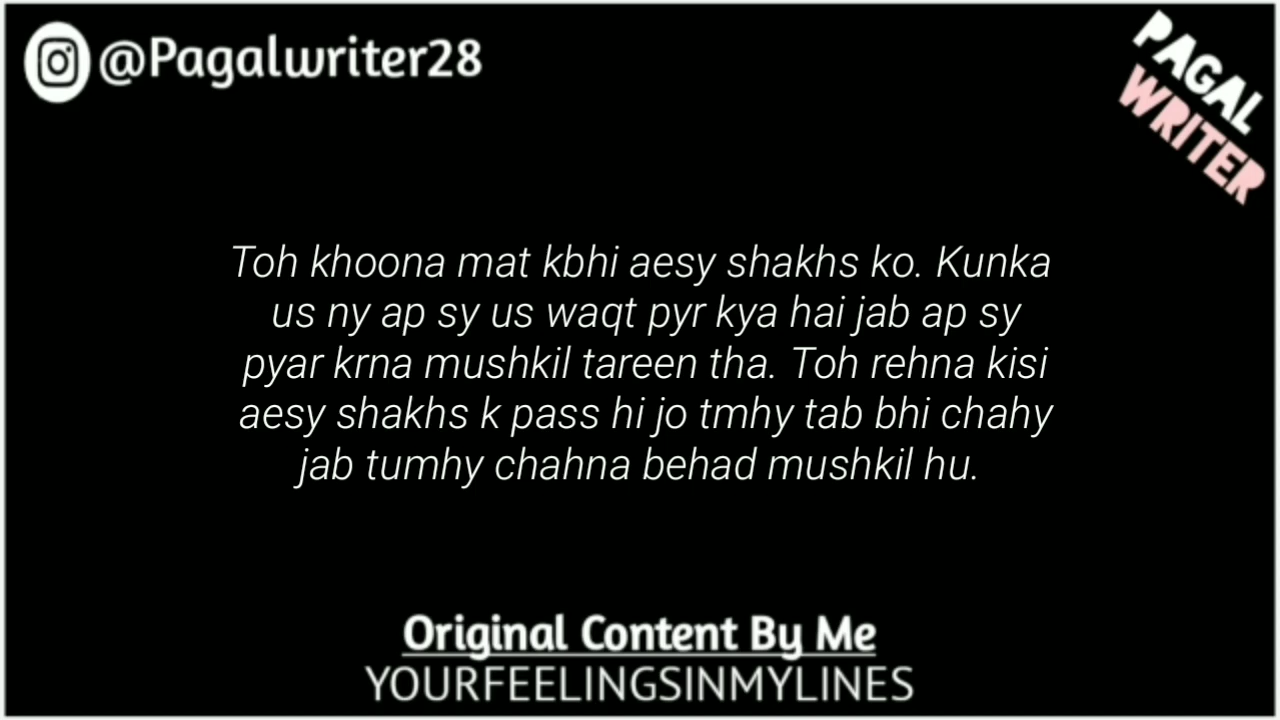 @Pagalwriter28
PAGAL
WRITER
Toh khoona mat kbhi aesy shakhs ko. Kunka
us ny ap sy us waqt pyr kya hai jab ap sy
pyar krna mushkil tareen tha. Toh rehna kisi
aesy shakhs k pass hi jo tmhy tab bhi chahy
jab tumhy chahna behad mushkil hu.
Original Content By Me
YOURFEELINGSINMYLINES